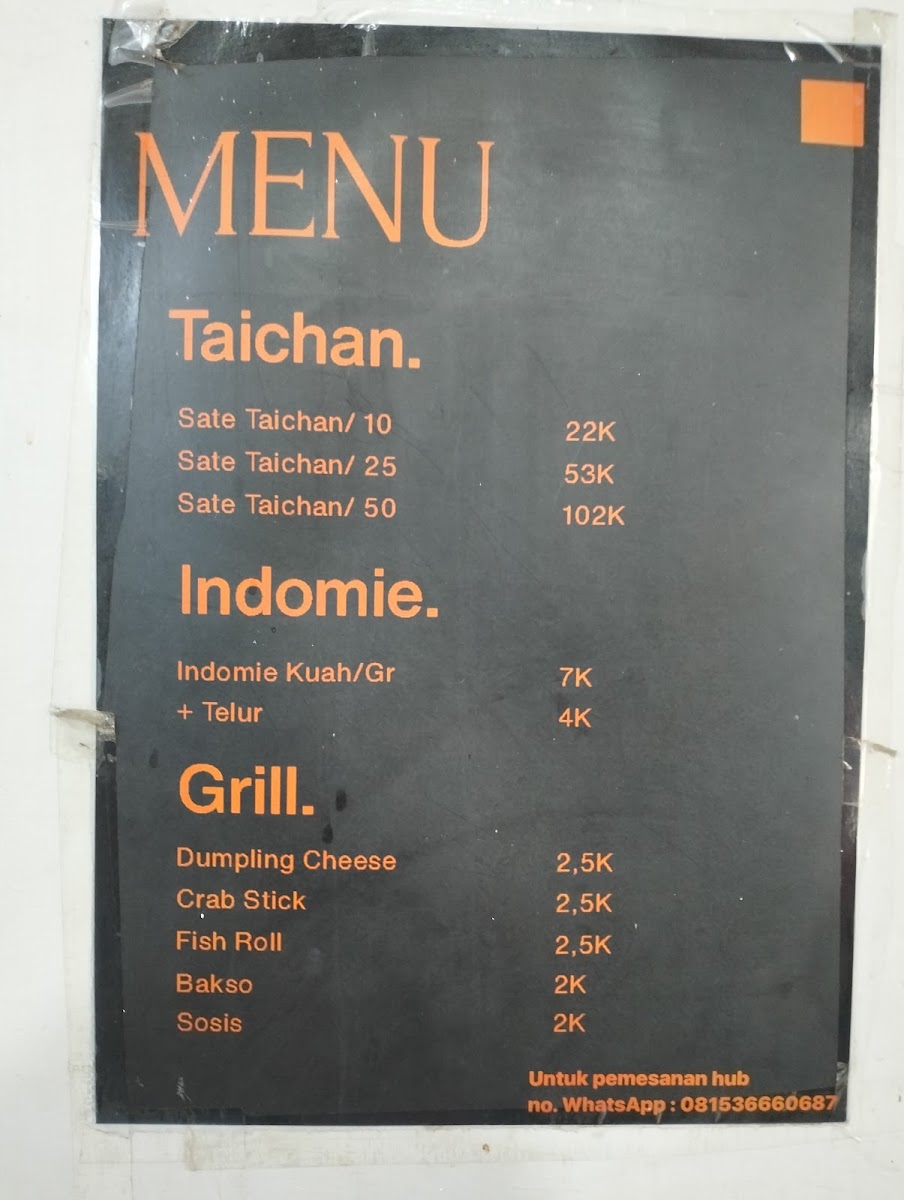 MENU
Taichan.
Sate Taichan/ 10 22K
Sate Taichan/ 25 53K
Sate Taichan/ 50 102K
Indomie.
Indomie Kuah/Gr 7K
+ Telur 4K
Grill.
Dumpling Cheese 2,5K
Crab Stick 2,5K
Fish Roll 2,5K
Bakso 2K
Sosis 2K
Untuk pemesanan hub
no. WhatsApp : 081536660687